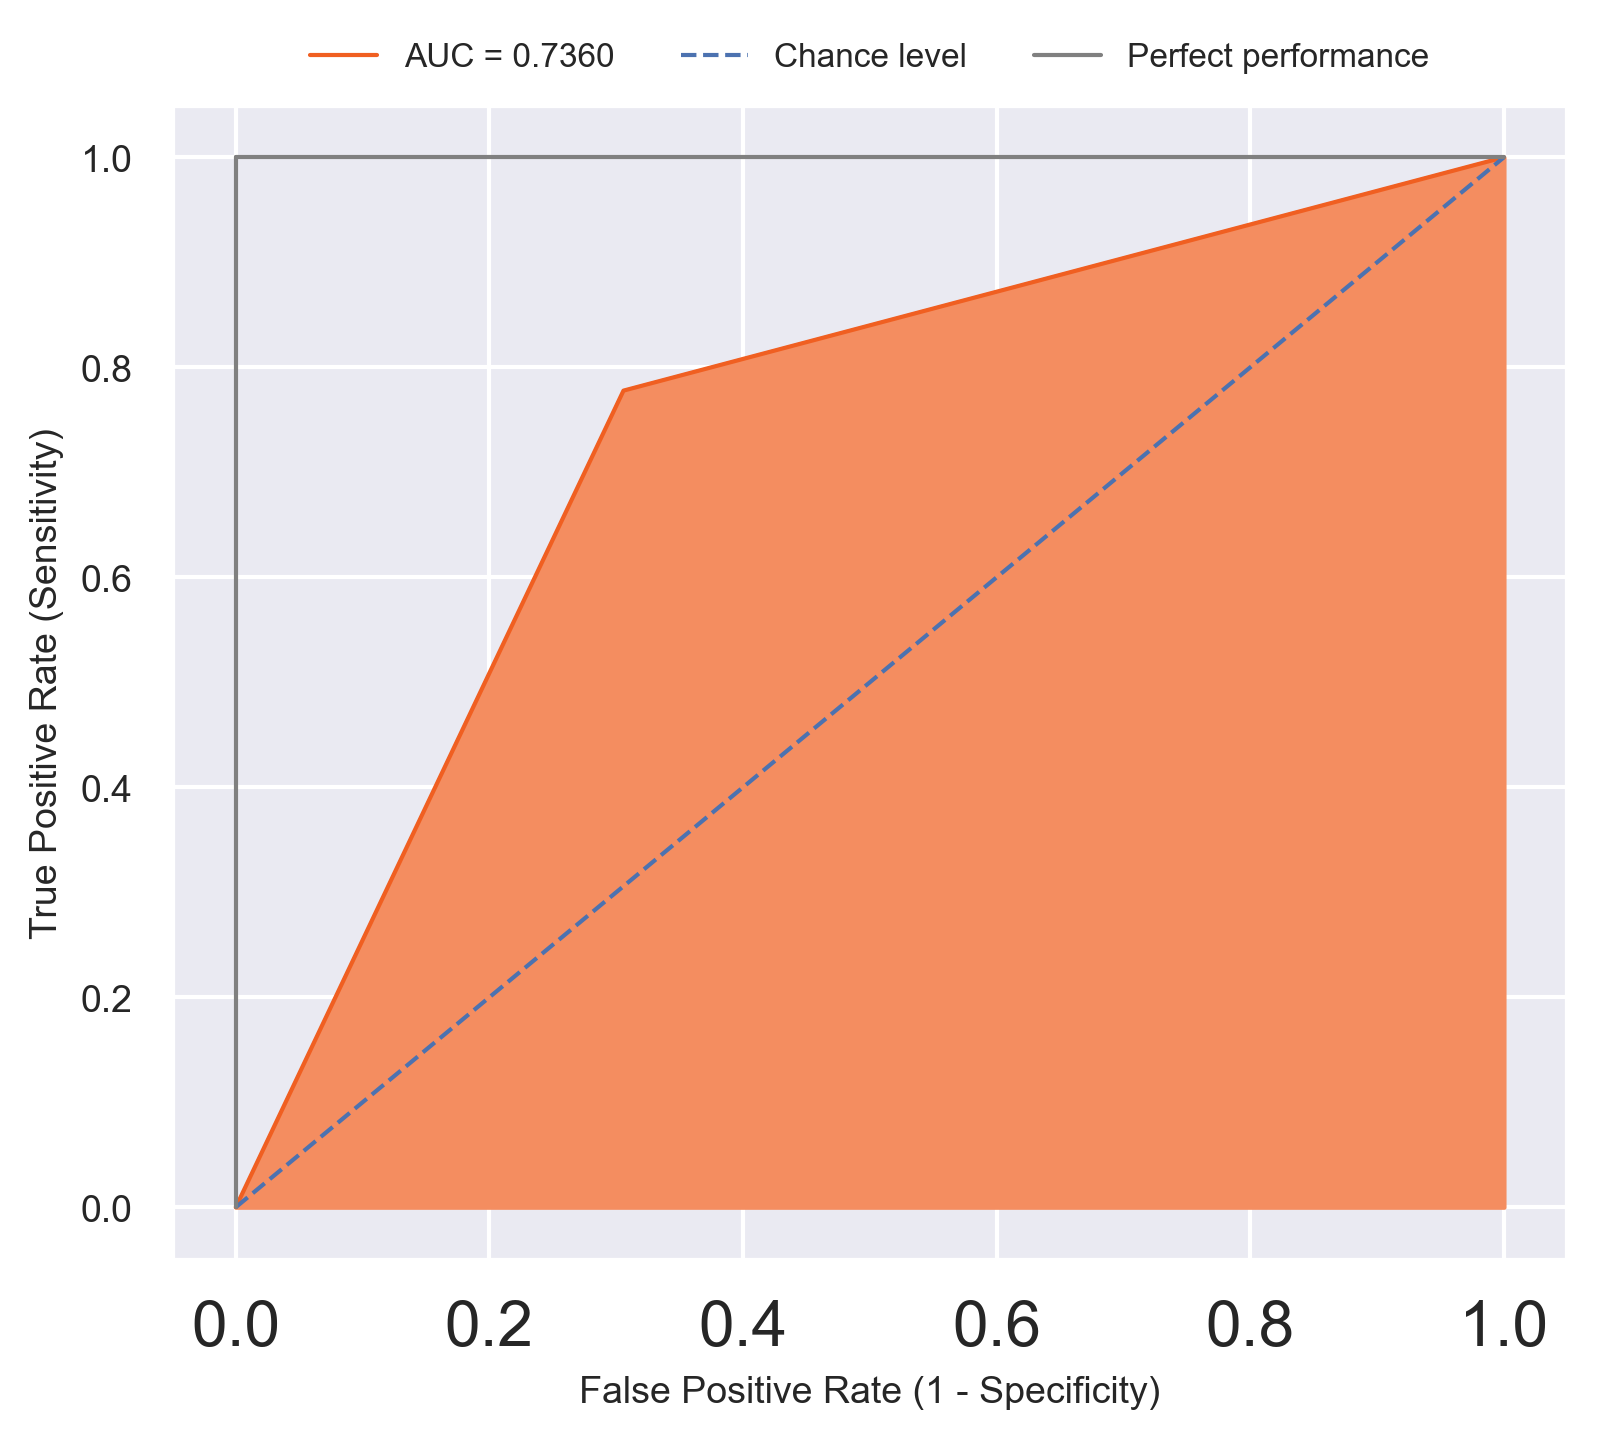 AUC = 0.7360
Chance level
Perfect performance
1.0
0.8
0.6
0.4
0.2
0.0
True Positive Rate (Sensitivity)
0.0 0.2 0.4 0.6 0.8 1.0
False Positive Rate (1 - Specificity)